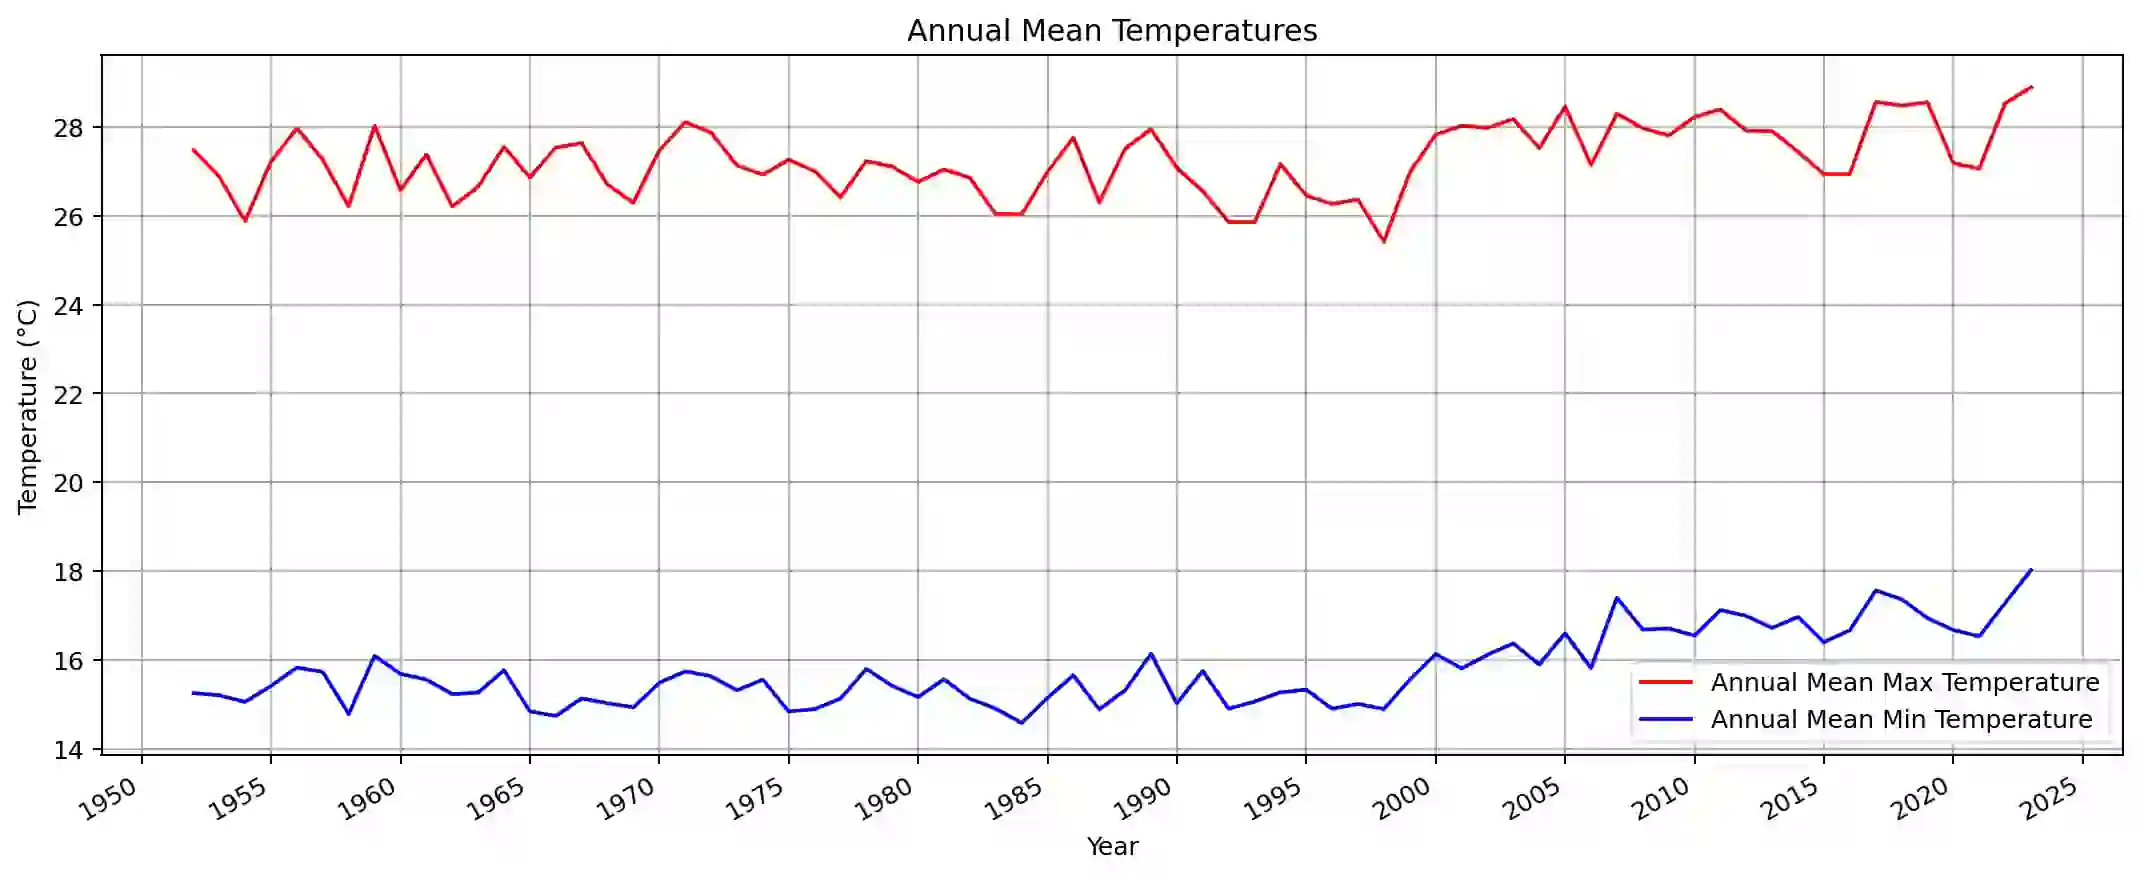 Annual Mean Temperatures
Temperature (°C)
28
26
24
22
20
18
16
14
Annual Mean Max Temperature
Annual Mean Min Temperature
1950 1955 1960 1965 1970 1975 1980 1985 1990 1995 2000 2005 2010 2015 2020 2025
Year